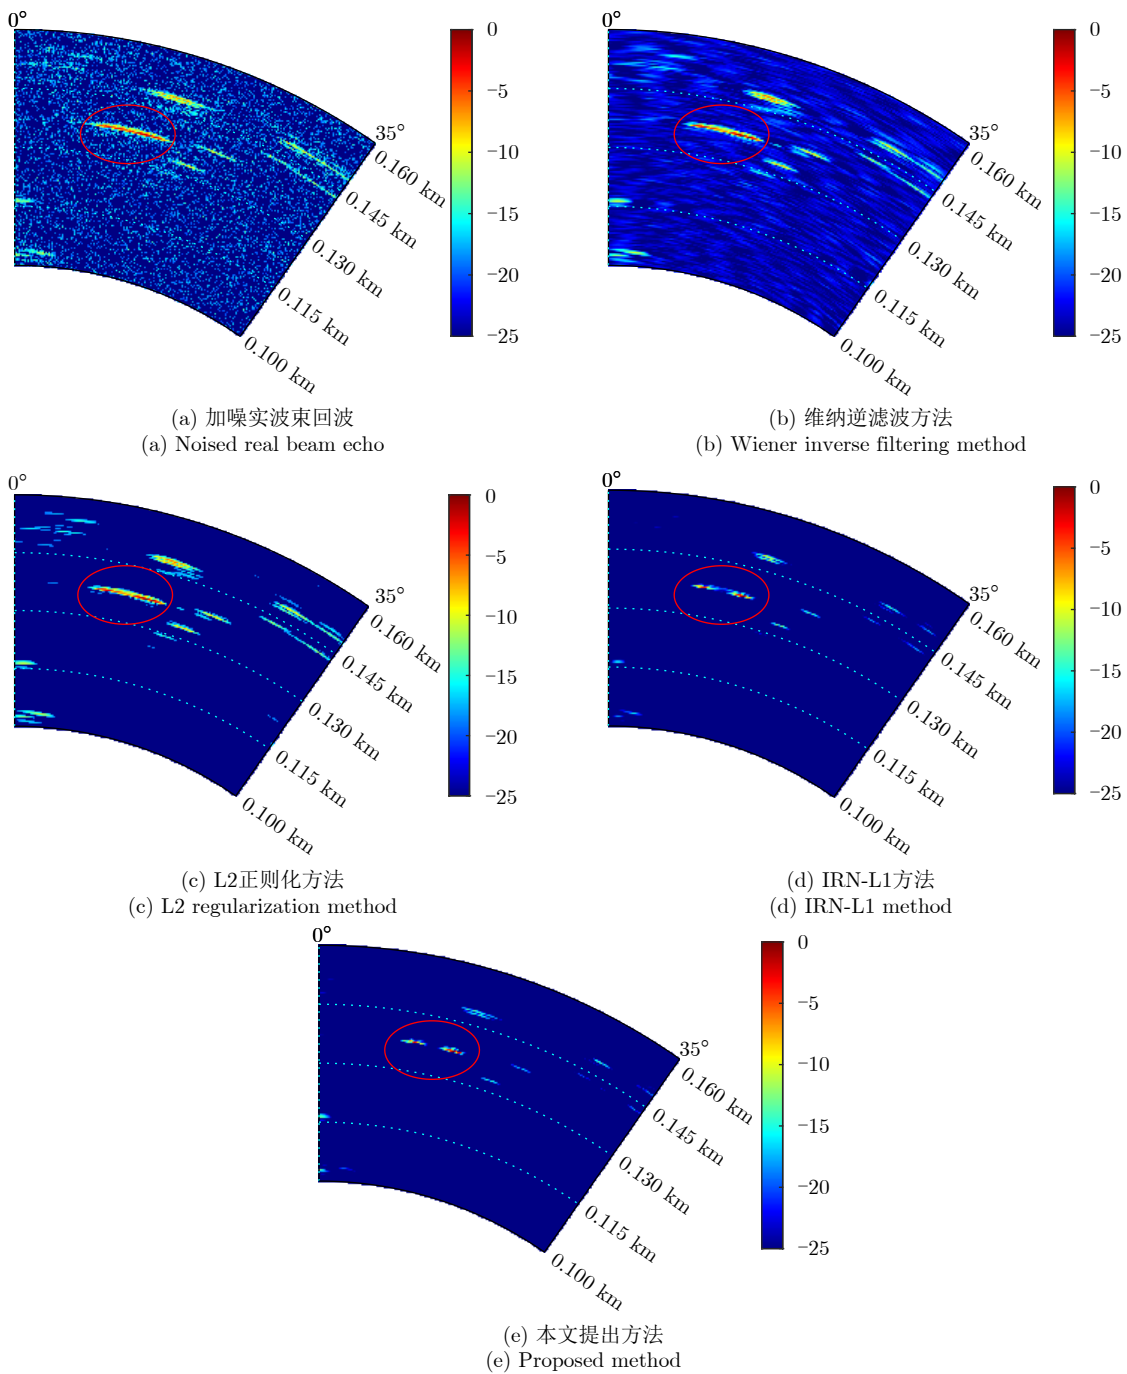 0°
35°
0.160 km
0.145 km
0.130 km
0.115 km
0.100 km
0
−5
−10
−15
−20
−25
(a) 加噪实波束回波
(a) Noised real beam echo
0°
35°
0.160 km
0.145 km
0.130 km
0.115 km
0.100 km
0
−5
−10
−15
−20
−25
(b) 维纳逆滤波方法
(b) Wiener inverse filtering method
0°
35°
0.160 km
0.145 km
0.130 km
0.115 km
0.100 km
0
−5
−10
−15
−20
−25
(c) L2正则化方法
(c) L2 regularization method
0°
35°
0.160 km
0.145 km
0.130 km
0.115 km
0.100 km
0
−5
−10
−15
−20
−25
(d) IRN-L1方法
(d) IRN-L1 method
0°
35°
0.160 km
0.145 km
0.130 km
0.115 km
0.100 km
0
−5
−10
−15
−20
−25
(e) 本文提出方法
(e) Proposed method